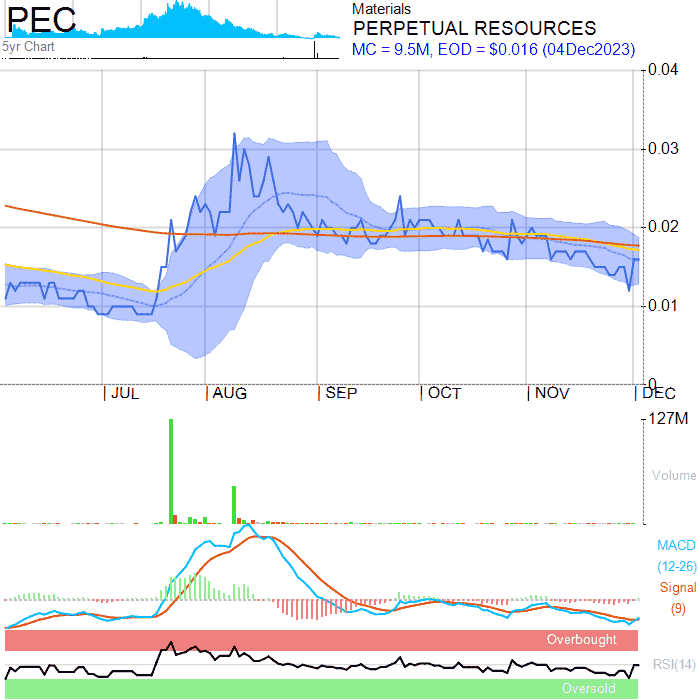 PEC
5yr Chart
Materials
PERPETUAL RESOURCES
MC = 9.5M, EOD = $0.016 (04Dec2023)
0.04
0.03
0.02
0.01
0
JUL AUG SEP OCT NOV DEC
127M
Volume
MACD
(12-26)
Signal
(9)
Overbought
RSI(14)
Oversold